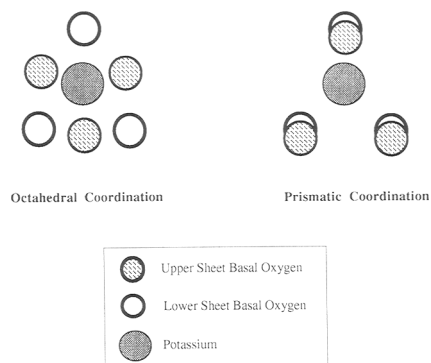 Octahedral Coordination
Prismatic Coordination
Upper Sheet Basal Oxygen
Lower Sheet Basal Oxygen
Potassium